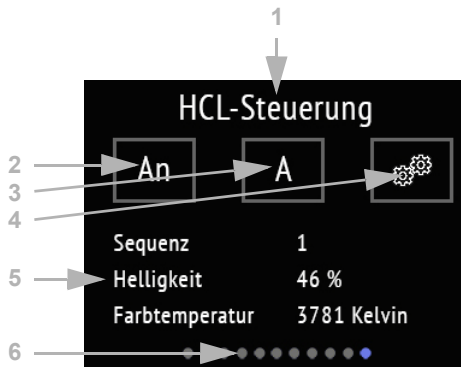 1
HCL-Steuerung
2 An
3 A
4
Sequenz 1
5 Helligkeit 46 %
Farbtemperatur 3781 Kelvin
6